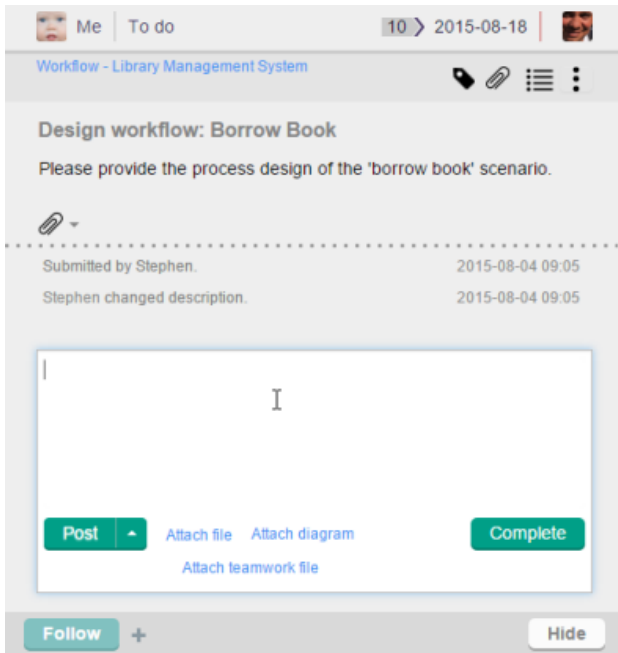 Me To do 10 2015-08-18
Workflow - Library Management System
Design workflow: Borrow Book
Please provide the process design of the 'borrow book' scenario.
Submitted by Stephen. 2015-08-04 09:05
Stephen changed description. 2015-08-04 09:05
Post Attach file Attach diagram Complete
Attach teamwork file
Follow + Hide